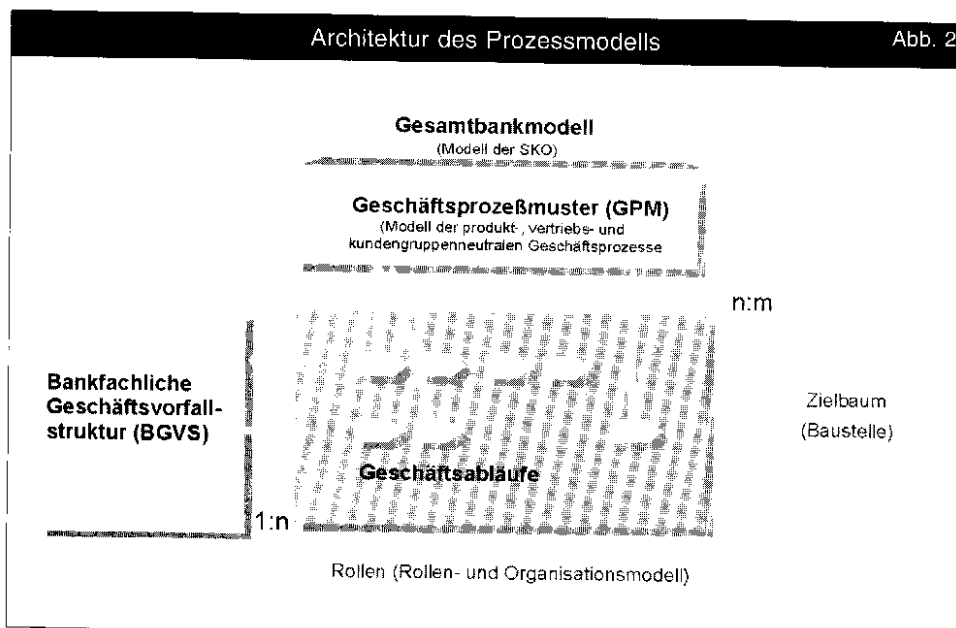 Architektur des Prozessmodells Abb. 2
Gesamtbankmodell
(Modell der SKO)
Geschäftsprozeßmuster (GPM)
(Modell der produkt-, vertriebs- und
kundengruppenneutralen Geschäftsprozesse
n:m
Bankfachliche
Geschäftsvorfall-
struktur (BGVS)
Zielbaum
(Baustelle)
Geschäftsabläufe
1:n
Rollen (Rollen- und Organisationsmodell)